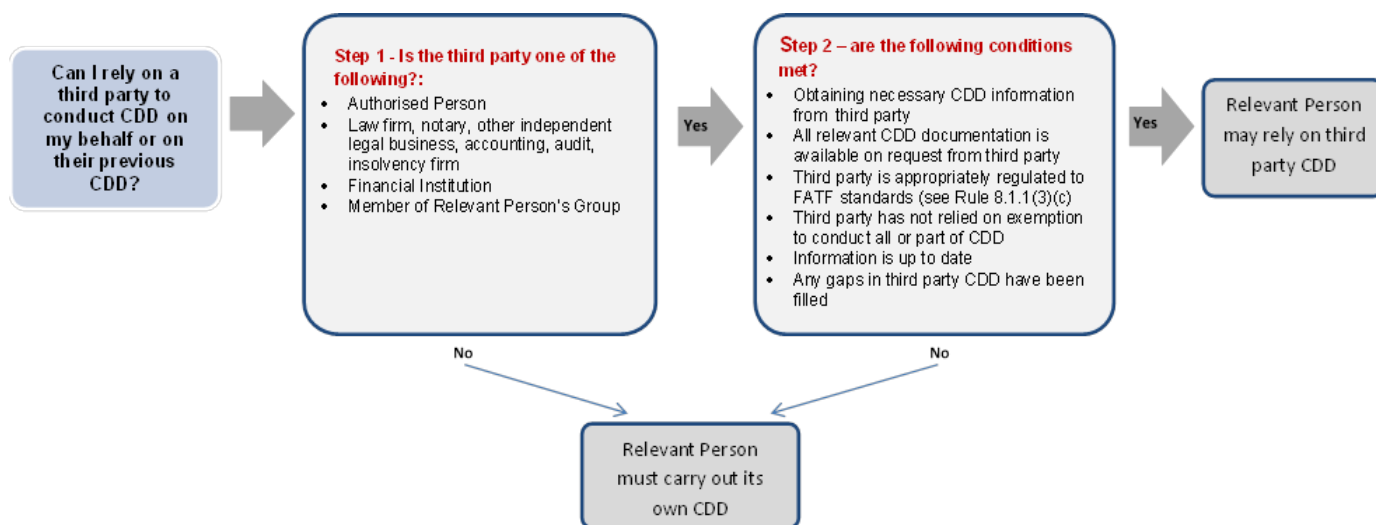 Can I rely on a
third party to
conduct CDD on
my behalf or on
their previous
CDD?
Step 1 - Is the third party one of the
following?:
• Authorised Person
• Law firm, notary, other independent
legal business, accounting, audit,
insolvency firm
• Financial Institution
• Member of Relevant Person's Group
Yes
Step 2 – are the following conditions
met?
• Obtaining necessary CDD information
from third party
• All relevant CDD documentation is
available on request from third party
• Third party is appropriately regulated to
FATF standards (see Rule 8.1.1(3)(c)
• Third party has not relied on exemption
to conduct all or part of CDD
• Information is up to date
• Any gaps in third party CDD have been
filled
Yes
Relevant Person
may rely on third
party CDD
No
No
Relevant Person
must carry out its
own CDD